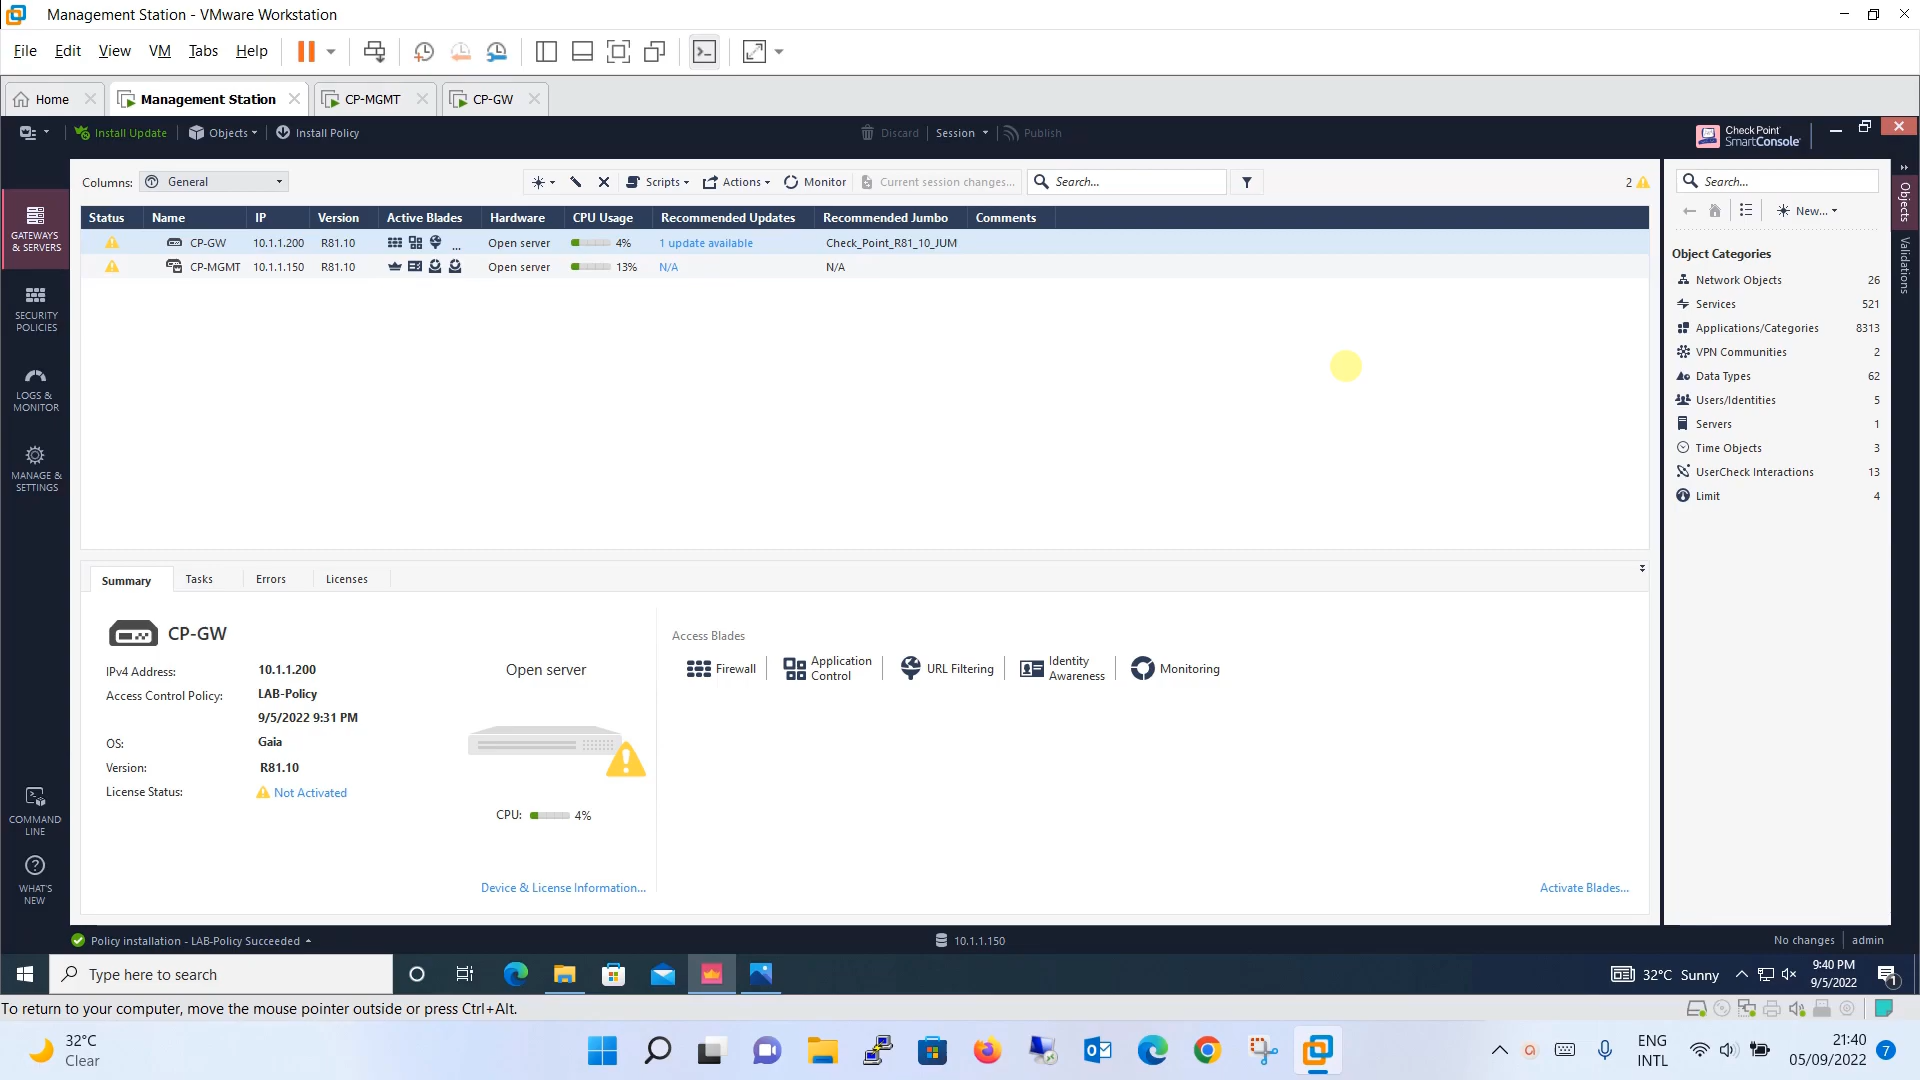 Management Station - VMware Workstation
File Edit View VM Tabs Help
Home Management Station CP-MGMT CP-GW
Install Update Objects Install Policy Discard Session Publish Check Point SmartConsole
Columns: General Scripts Actions Monitor Current session changes... Search... 2 Search...
New...
Status Name IP Version Active Blades Hardware CPU Usage Recommended Updates Recommended Jumbo Comments
CP-GW 10.1.1.200 R81.10 ... Open server 4% 1 update available Check_Point_R81_10_JUM
CP-MGMT 10.1.1.150 R81.10 Open server 13% N/A N/A
GATEWAYS & SERVERS
SECURITY POLICIES
LOGS & MONITOR
MANAGE & SETTINGS
COMMAND LINE
WHAT'S NEW
Object Categories
Network Objects 26
Services 521
Applications/Categories 8313
VPN Communities 2
Data Types 62
Users/Identities 5
Servers 1
Time Objects 3
UserCheck Interactions 13
Limit 4
Objects
Validations
Summary Tasks Errors Licenses
CP-GW
IPv4 Address: 10.1.1.200
Access Control Policy: LAB-Policy
9/5/2022 9:31 PM
OS: Gaia
Version: R81.10
License Status: Not Activated
Open server
CPU: 4%
Device & License Information...
Access Blades
Firewall Application Control URL Filtering Identity Awareness Monitoring
Activate Blades...
Policy installation - LAB-Policy Succeeded 10.1.1.150 No changes admin
Type here to search 32°C Sunny 9:40 PM
9/5/2022 1
To return to your computer, move the mouse pointer outside or press Ctrl+Alt.
32°C
Clear
ENG
INTL
21:40
05/09/2022 7